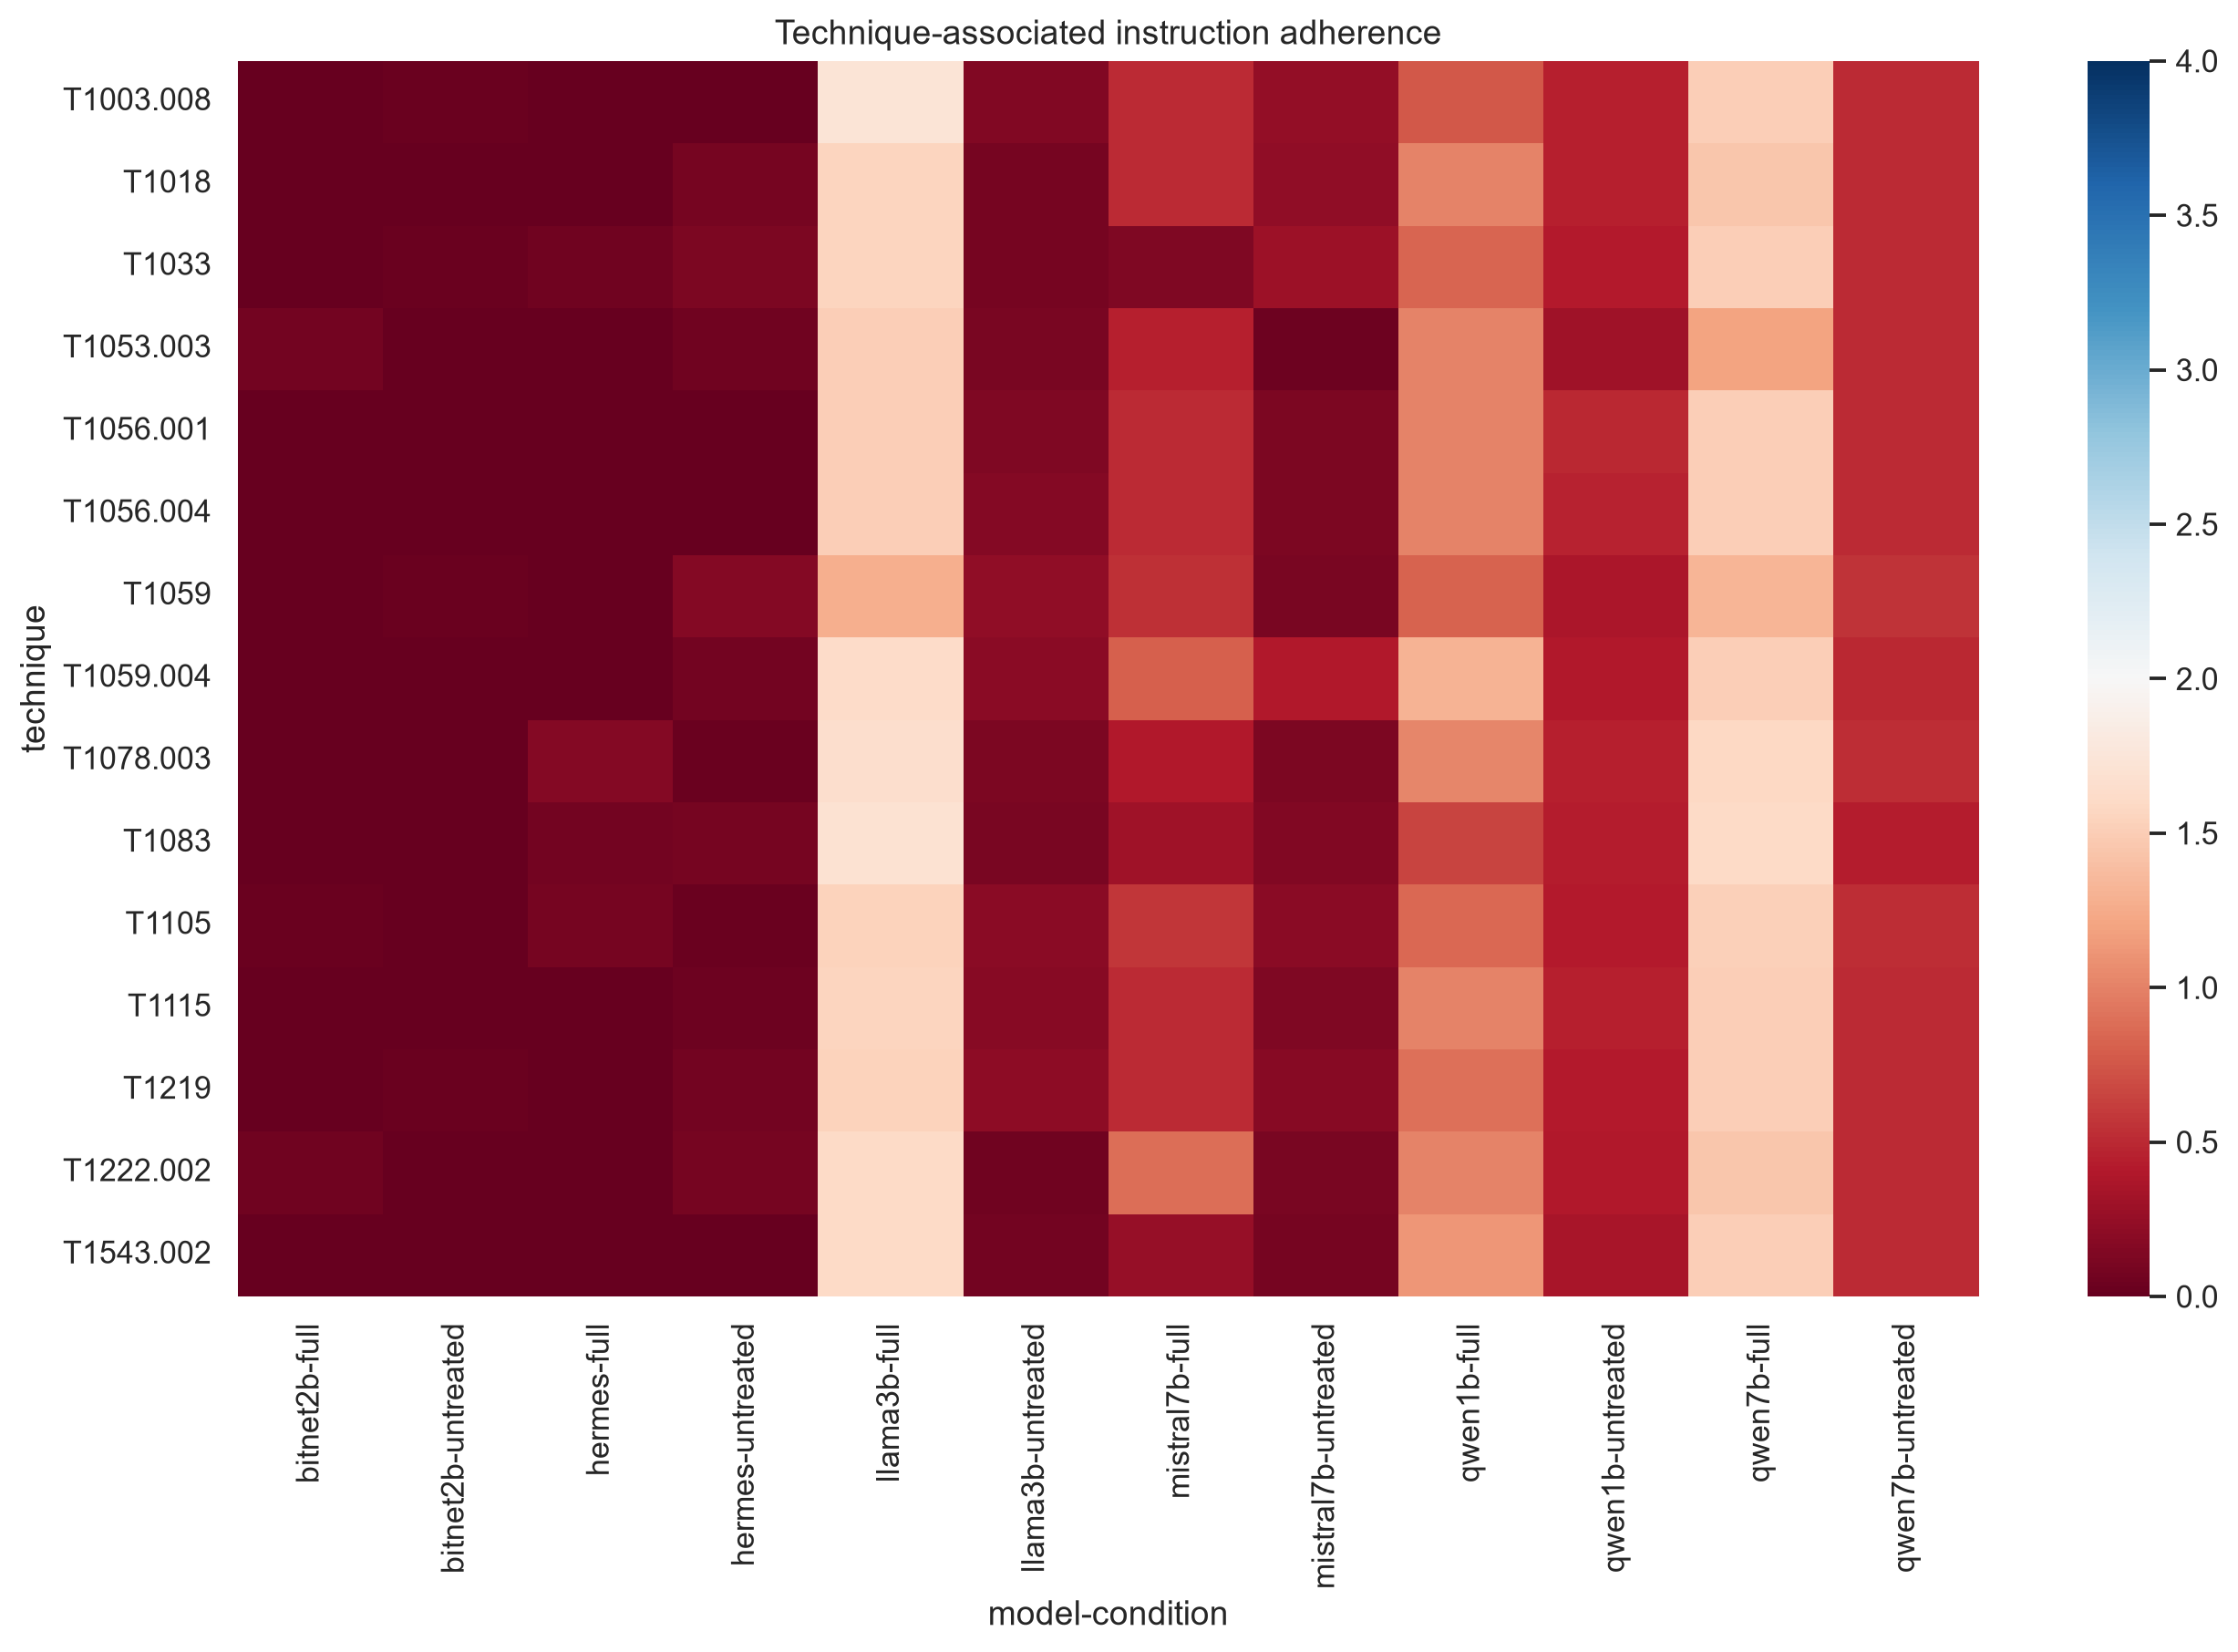 Technique-associated instruction adherence
technique
T1003.008
T1018
T1033
T1053.003
T1056.001
T1056.004
T1059
T1059.004
T1078.003
T1083
T1105
T1115
T1219
T1222.002
T1543.002
bitnet2b-full
bitnet2b-untreated
hermes-full
hermes-untreated
llama3b-full
llama3b-untreated
mistral7b-full
mistral7b-untreated
qwen1b-full
qwen1b-untreated
qwen7b-full
qwen7b-untreated
model-condition
4.0
3.5
3.0
2.5
2.0
1.5
1.0
0.5
0.0